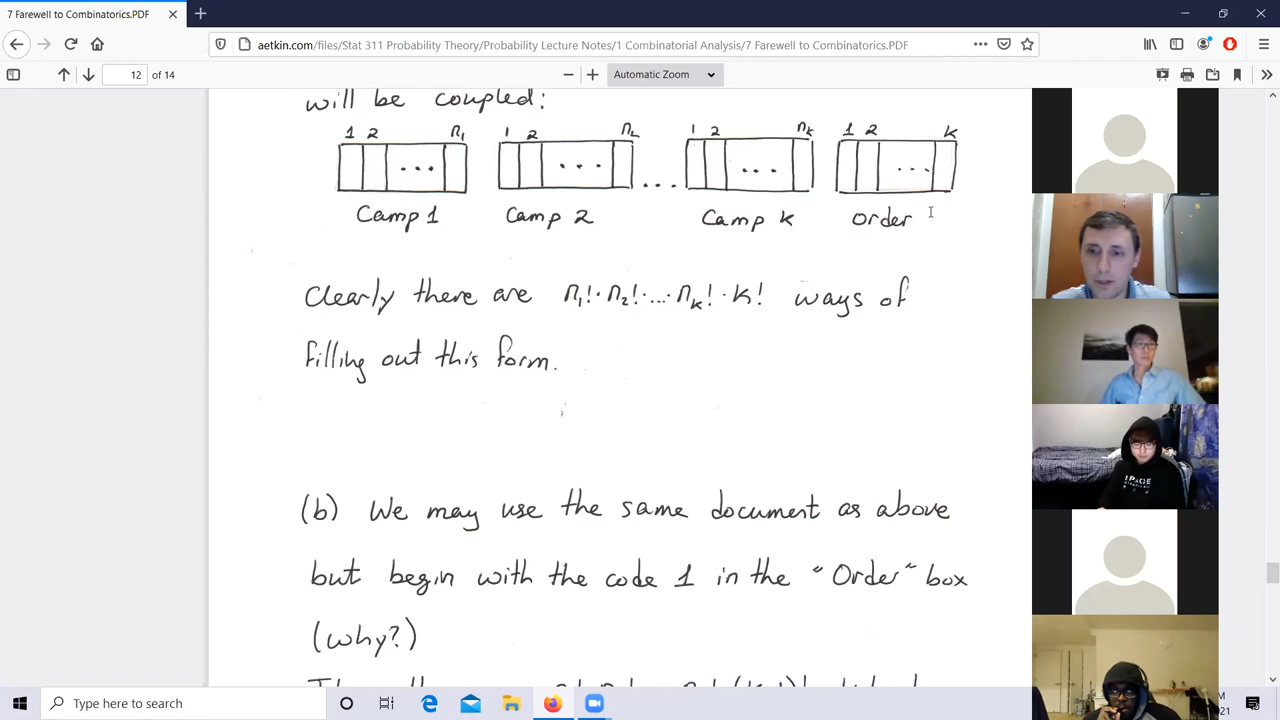 7 Farewell to Combinatorics.PDF
aetkin.com/files/Stat 311 Probability Theory/Probability Lecture Notes/1 Combinatorial Analysis/7 Farewell to Combinatorics.PDF
12 of 14
Automatic Zoom
will be coupled:
1 2 n1 1 2 n2 1 2 nk 1 2 k
... ... ... ... ...
Camp 1 Camp 2 Camp k Order
Clearly there are n1!·n2!·...·nk!·k! ways of
filling out this form.
(b) We may use the same document as above
but begin with the code 1 in the "Order" box
(why?)
SPACE
Type here to search